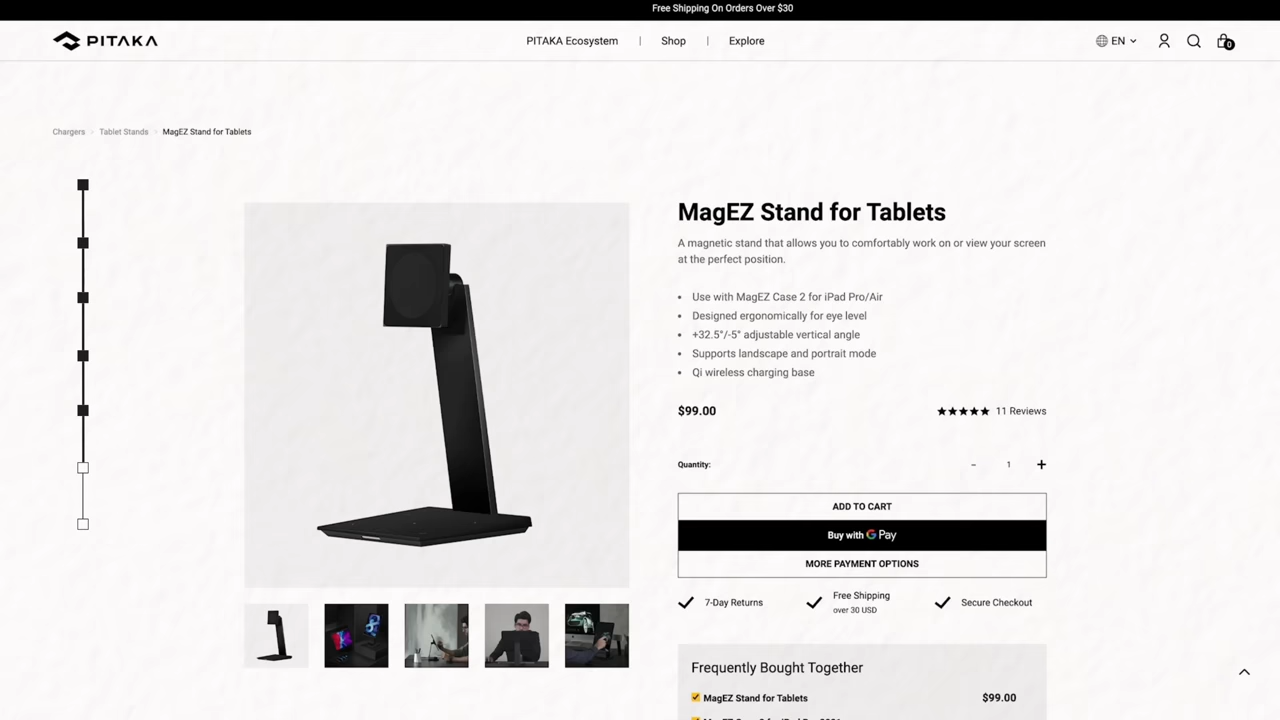 Free Shipping On Orders Over $30
PITAKA
PITAKA Ecosystem | Shop | Explore
EN
0
Chargers > Tablet Stands > MagEZ Stand for Tablets
MagEZ Stand for Tablets
A magnetic stand that allows you to comfortably work on or view your screen
at the perfect position.
• Use with MagEZ Case 2 for iPad Pro/Air
• Designed ergonomically for eye level
• +32.5°/-5° adjustable vertical angle
• Supports landscape and portrait mode
• Qi wireless charging base
$99.00 ★★★★★ 11 Reviews
Quantity: - 1 +
ADD TO CART
Buy with G Pay
MORE PAYMENT OPTIONS
7-Day Returns
Free Shipping
over 30 USD
Secure Checkout
Frequently Bought Together
MagEZ Stand for Tablets $99.00